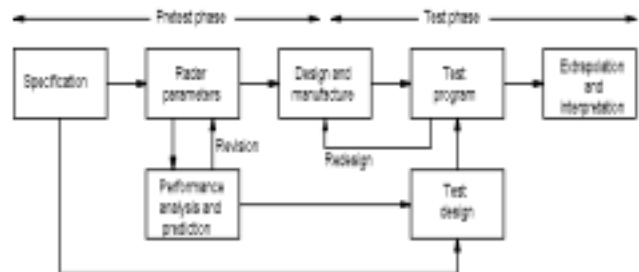 Pretest phase
Test phase
Specification
Radar
parameters
Design and
manufacture
Test
program
Extrapolation
and
interpretation
Revision
Redesign
Performance
analysis and
prediction
Test
design